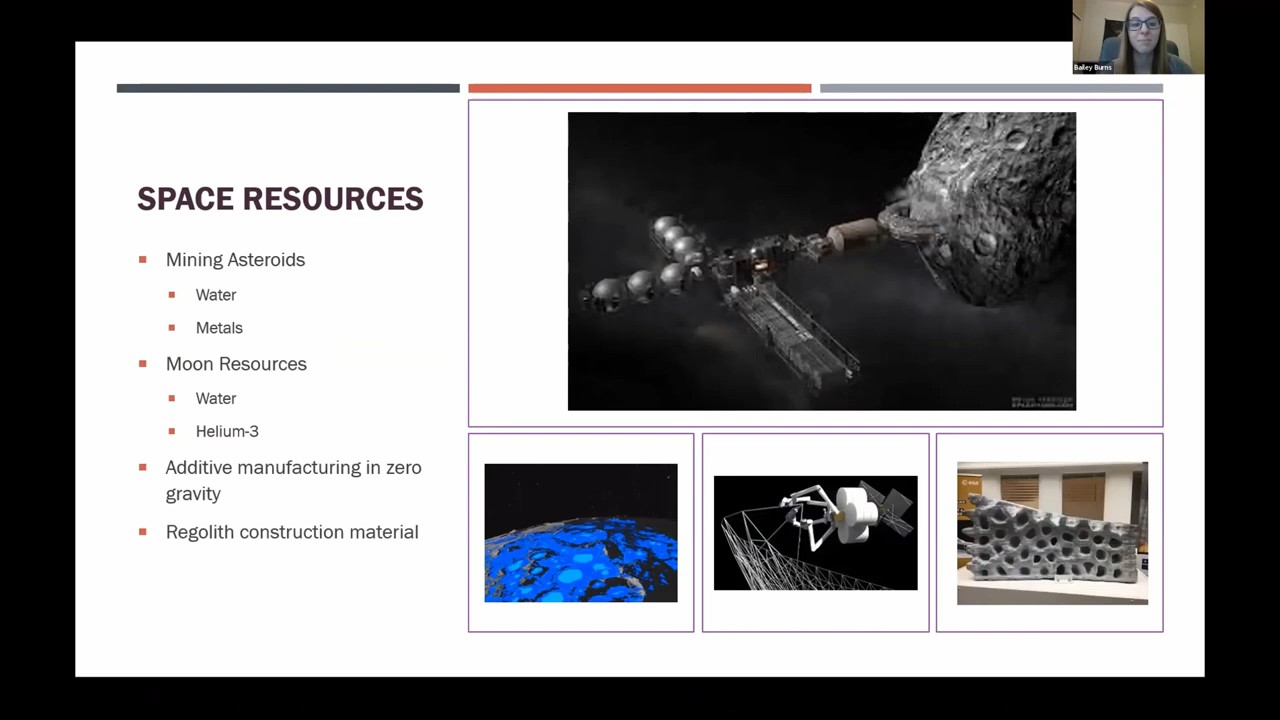 Bailey Burns
SPACE RESOURCES
Mining Asteroids
Water
Metals
Moon Resources
Water
Helium-3
Additive manufacturing in zero
gravity
Regolith construction material
esa